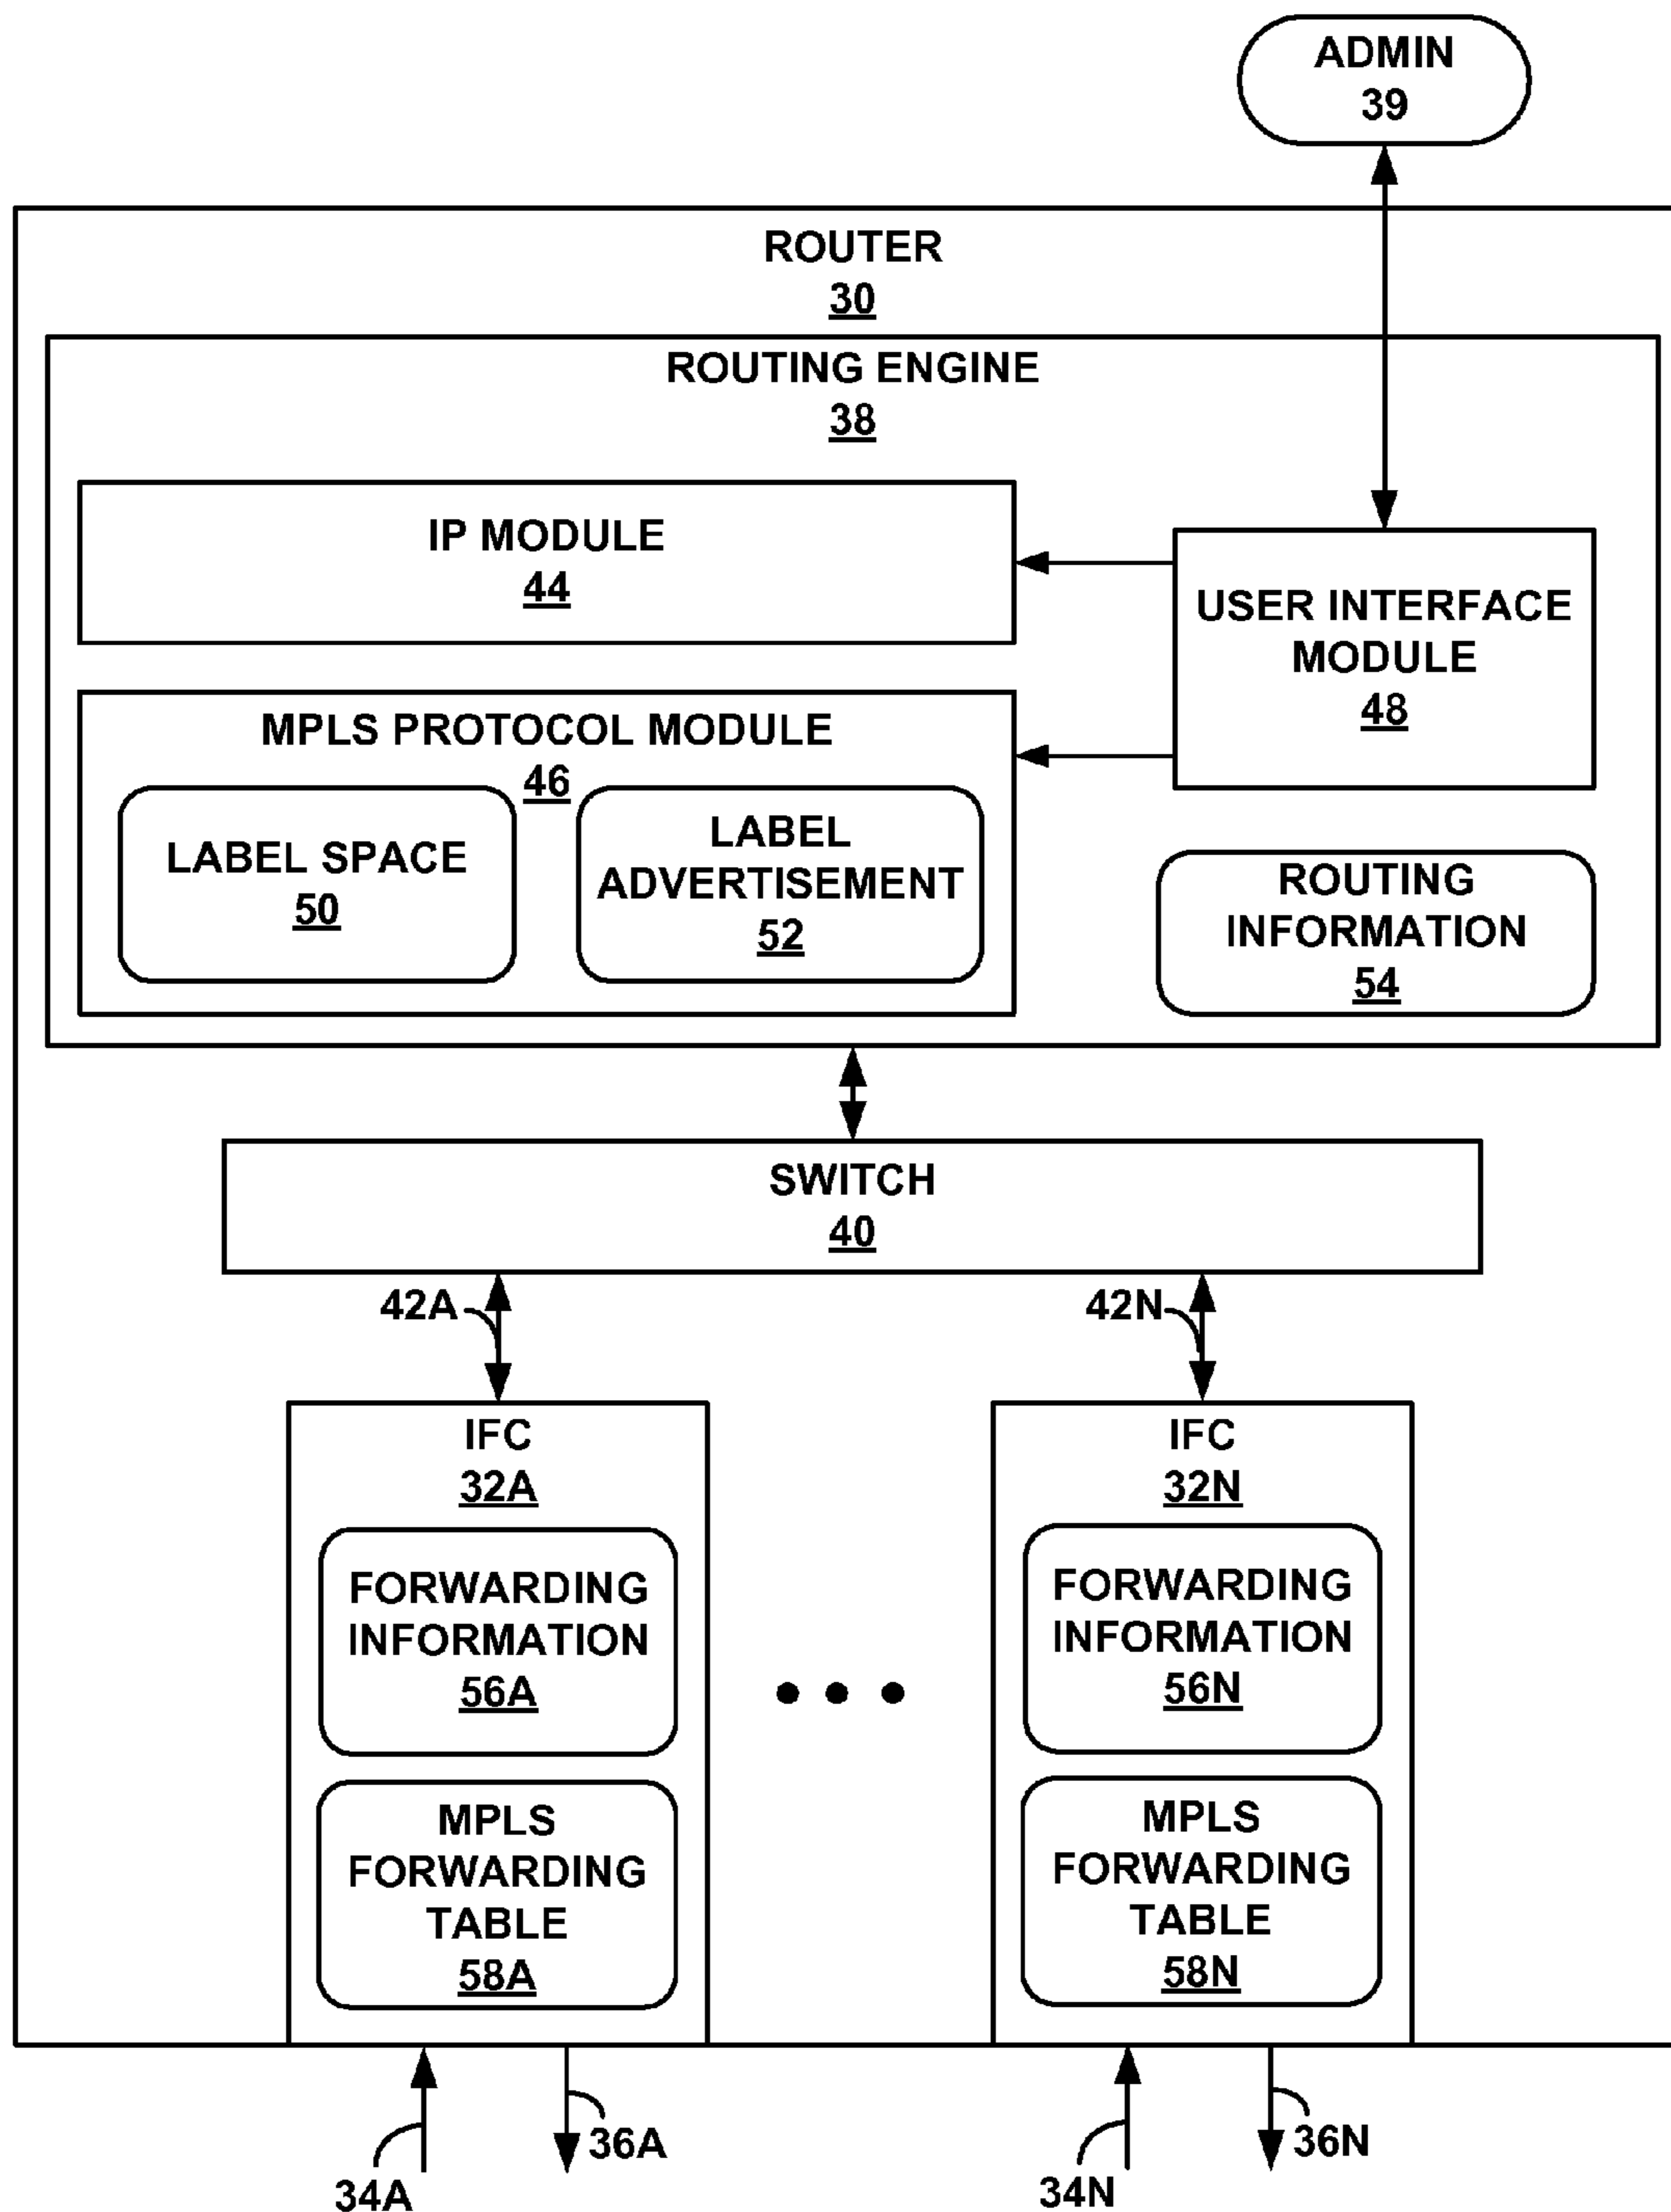 ADMIN
39
ROUTER
30
ROUTING ENGINE
38
IP MODULE
44
USER INTERFACE
MODULE
48
MPLS PROTOCOL MODULE
46
LABEL SPACE
50
LABEL
ADVERTISEMENT
52
ROUTING
INFORMATION
54
SWITCH
40
42A
42N
IFC
32A
FORWARDING
INFORMATION
56A
MPLS
FORWARDING
TABLE
58A
IFC
32N
FORWARDING
INFORMATION
56N
MPLS
FORWARDING
TABLE
58N
34A
36A
34N
36N